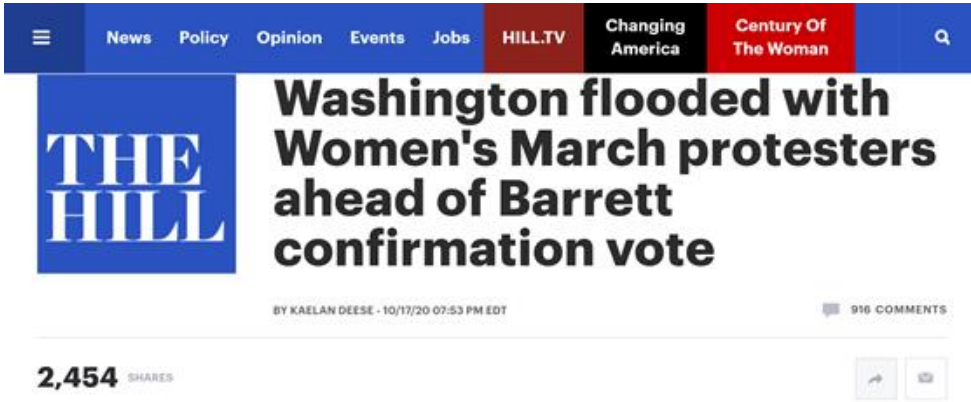 News Policy Opinion Events Jobs HILL.TV Changing America Century Of The Woman
THE
HILL
Washington flooded with
Women's March protesters
ahead of Barrett
confirmation vote
BY KAELAN DEESE - 10/17/20 07:53 PM EDT
916 COMMENTS
2,454 SHARES